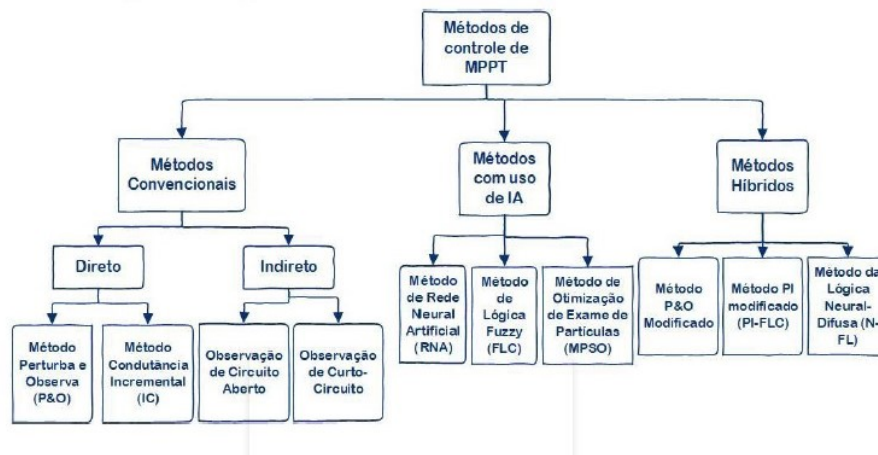 Métodos de
controle de
MPPT
Métodos
Convencionais
Métodos
com uso
de IA
Métodos
Híbridos
Direto
Indireto
Método
de Rede
Neural
Artificial
(RNA)
Método
de
Lógica
Fuzzy
(FLC)
Método de
Otimização
de Exame de
Partículas
(MPSO)
Método
P&O
Modificado
Método PI
modificado
(PI-FLC)
Método da
Lógica
Neural-
Difusa (N-
FL)
Método
Perturba e
Observa
(P&O)
Método
Condutância
Incremental
(IC)
Observação
de Circuito
Aberto
Observação
de Curto-
Circuito